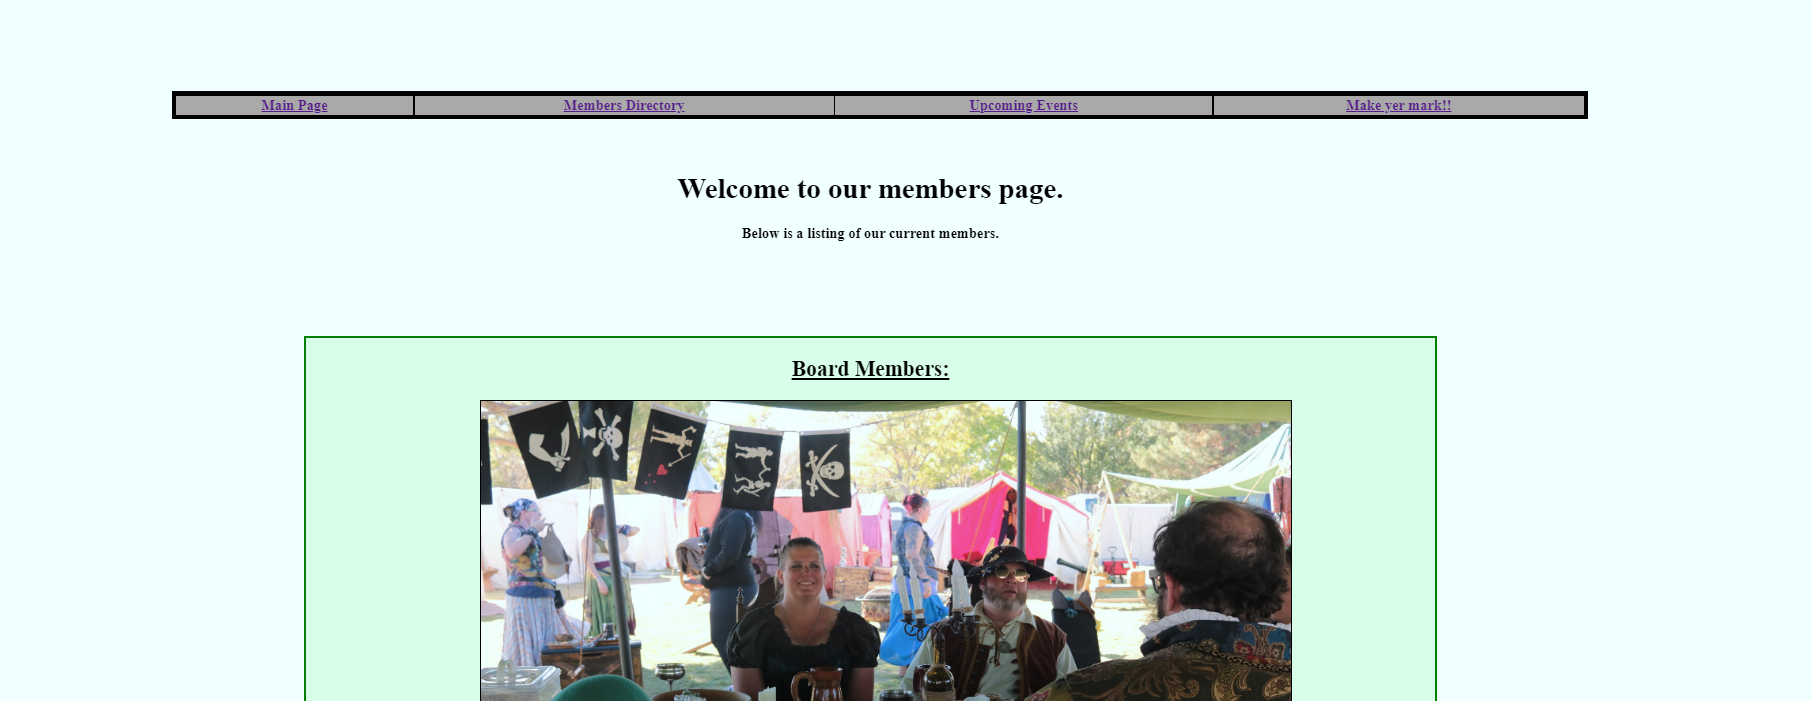 Main Page Members Directory Upcoming Events Make yer mark!!
Welcome to our members page.
Below is a listing of our current members.
Board Members: